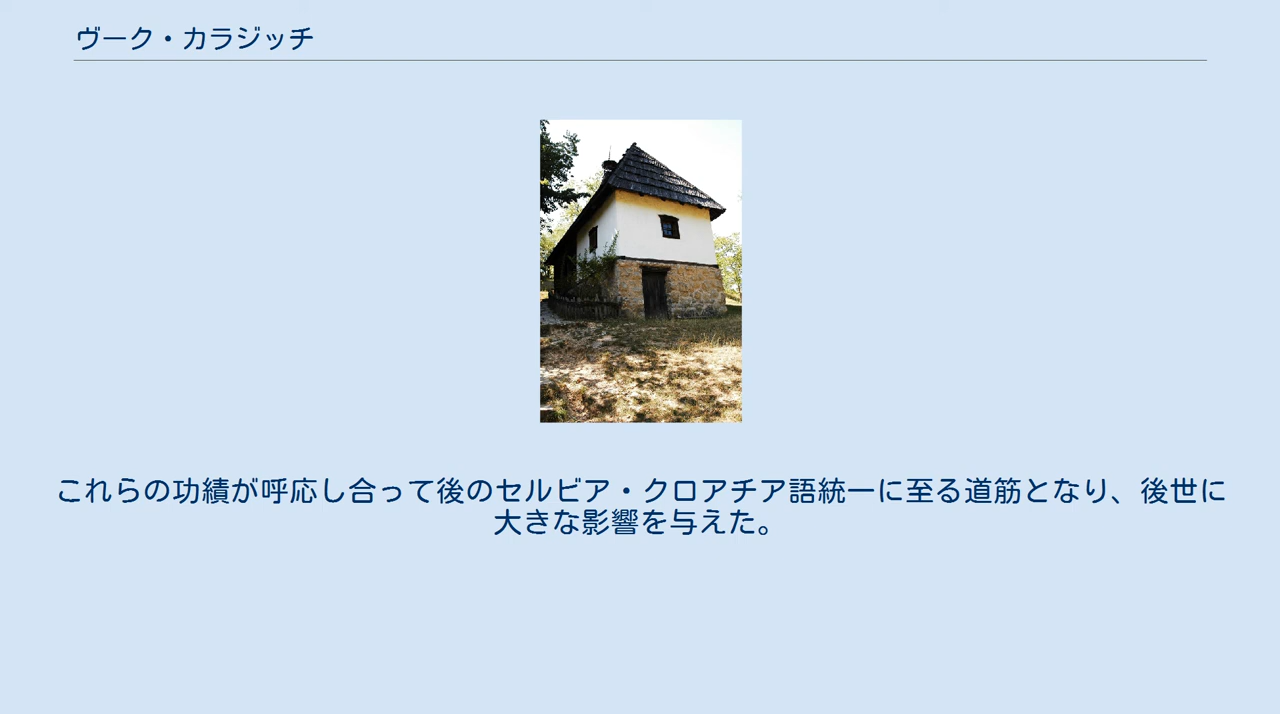 ヴーク・カラジッチ
これらの功績が呼応し合って後のセルビア・クロアチア語統一に至る道筋となり、後世に
大きな影響を与えた。